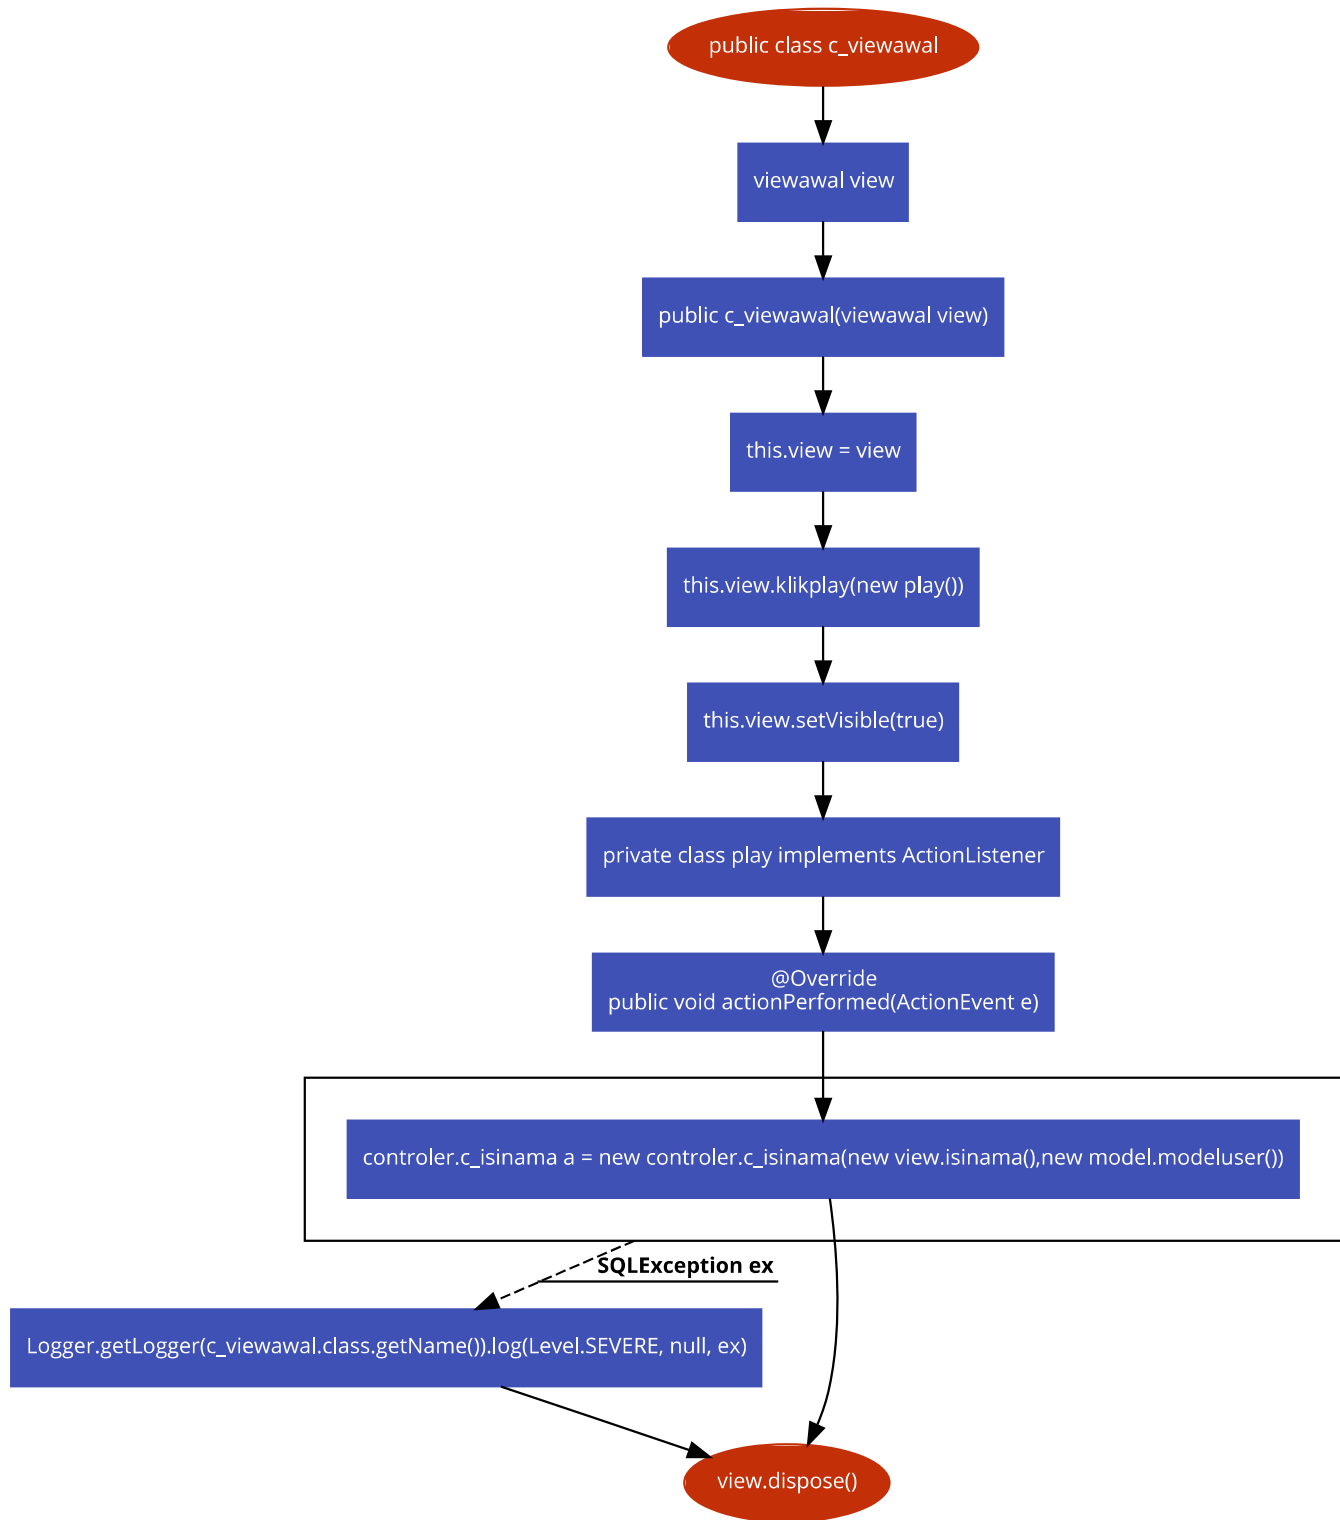 public class c_viewawal
viewawal view
public c_viewawal(viewawal view)
this.view = view
this.view.klikplay(new play())
this.view.setVisible(true)
private class play implements ActionListener
@Override
public void actionPerformed(ActionEvent e)
controler.c_isinama a = new controler.c_isinama(new view.isinama(),new model.modeluser())
SQLException ex
Logger.getLogger(c_viewawal.class.getName()).log(Level.SEVERE, null, ex)
view.dispose()